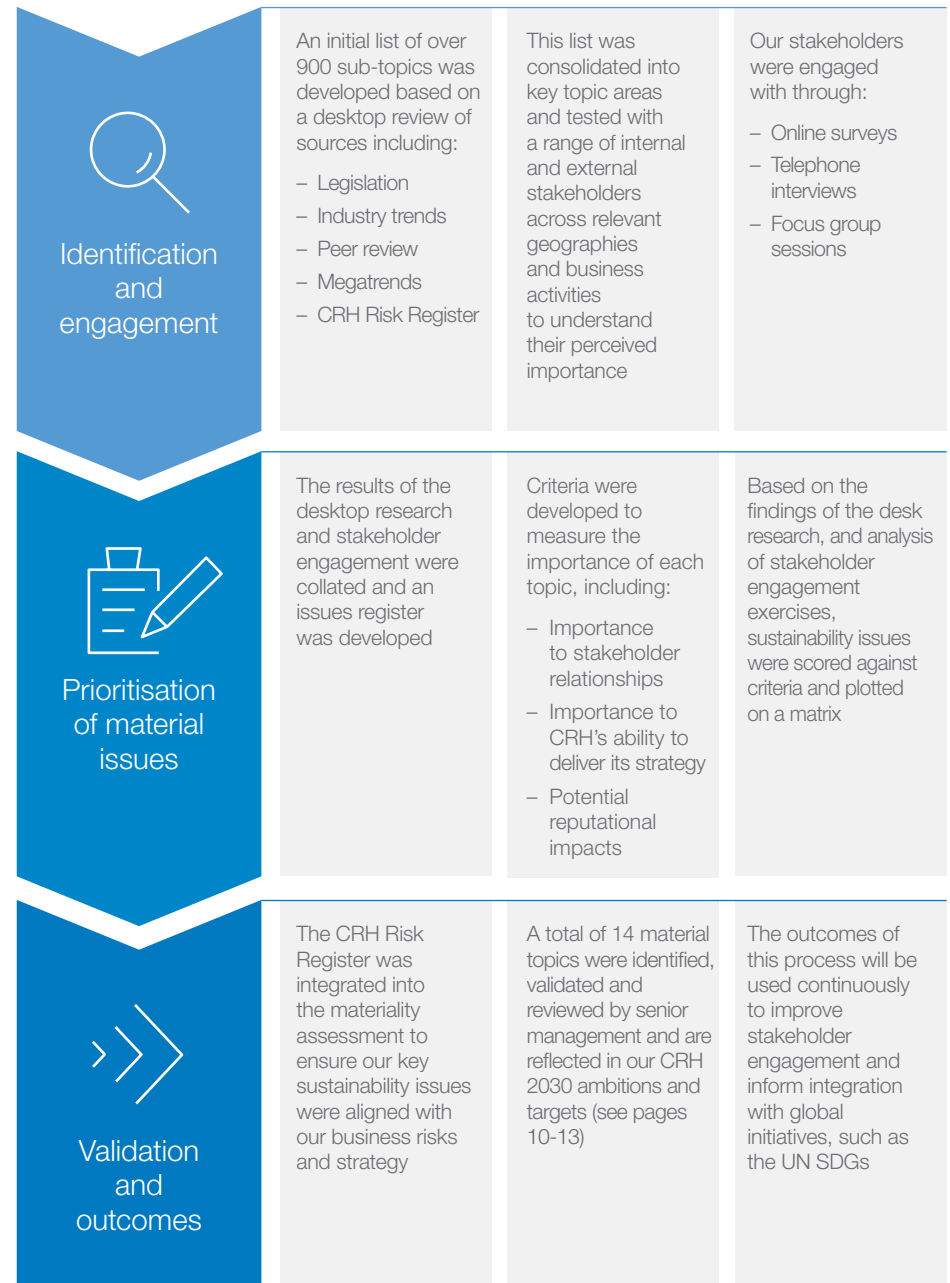 Identification
and
engagement
An initial list of over
900 sub-topics was
developed based on
a desktop review of
sources including:
– Legislation
– Industry trends
– Peer review
– Megatrends
– CRH Risk Register
This list was
consolidated into
key topic areas
and tested with
a range of internal
and external
stakeholders
across relevant
geographies
and business
activities
to understand
their perceived
importance
Our stakeholders
were engaged
with through:
– Online surveys
– Telephone
interviews
– Focus group
sessions
Prioritisation
of material
issues
The results of the
desktop research
and stakeholder
engagement were
collated and an
issues register
was developed
Criteria were
developed to
measure the
importance of each
topic, including:
– Importance
to stakeholder
relationships
– Importance to
CRH's ability to
deliver its strategy
– Potential
reputational
impacts
Based on the
findings of the desk
research, and analysis
of stakeholder
engagement
exercises,
sustainability issues
were scored against
criteria and plotted
on a matrix
Validation
and
outcomes
The CRH Risk
Register was
integrated into
the materiality
assessment to
ensure our key
sustainability issues
were aligned with
our business risks
and strategy
A total of 14 material
topics were identified,
validated and
reviewed by senior
management and are
reflected in our CRH
2030 ambitions and
targets (see pages
10-13)
The outcomes of
this process will be
used continuously
to improve
stakeholder
engagement and
inform integration
with global
initiatives, such as
the UN SDGs